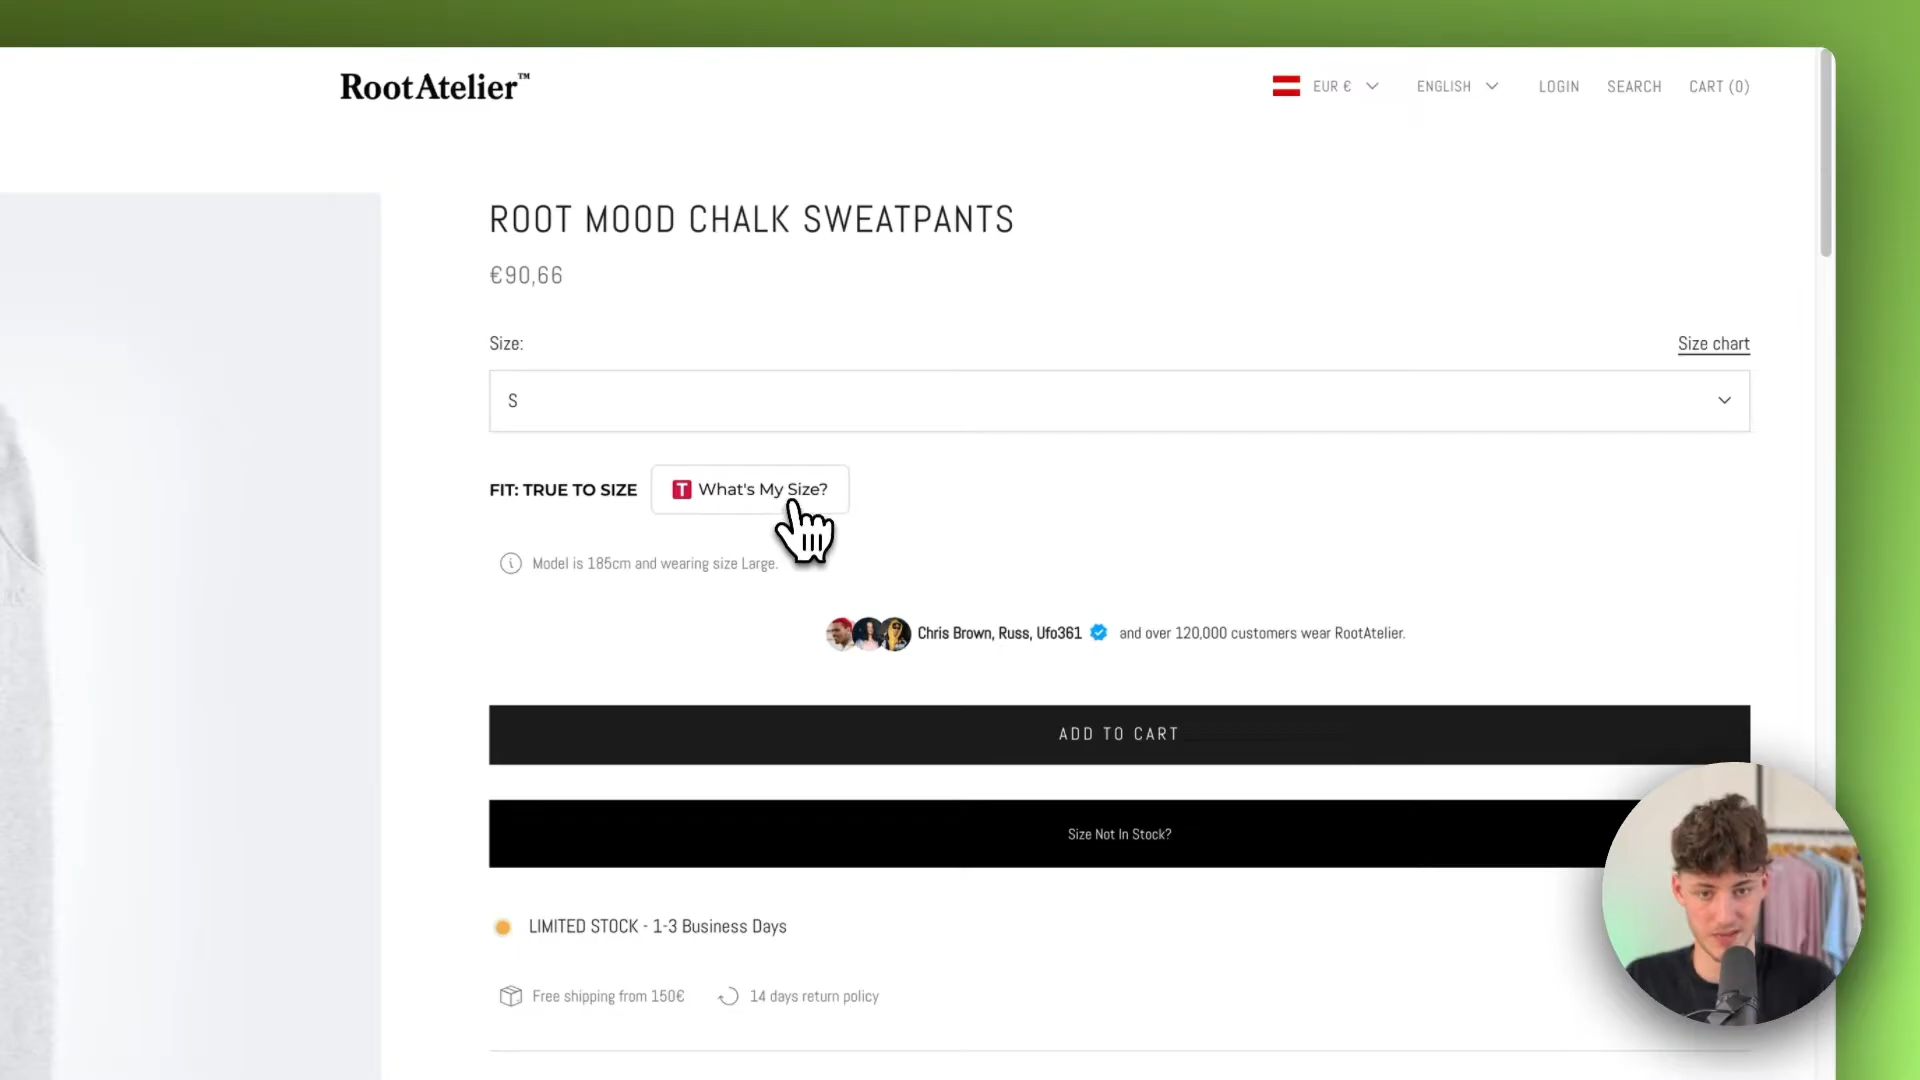 RootAtelier™
EUR €
ENGLISH
LOGIN
SEARCH
CART (0)
ROOT MOOD CHALK SWEATPANTS
€90,66
Size:
Size chart
S
FIT: TRUE TO SIZE
T What's My Size?
Model is 185cm and wearing size Large.
Chris Brown, Russ, Ufo361 and over 120,000 customers wear RootAtelier.
ADD TO CART
Size Not In Stock?
LIMITED STOCK - 1-3 Business Days
Free shipping from 150€
14 days return policy